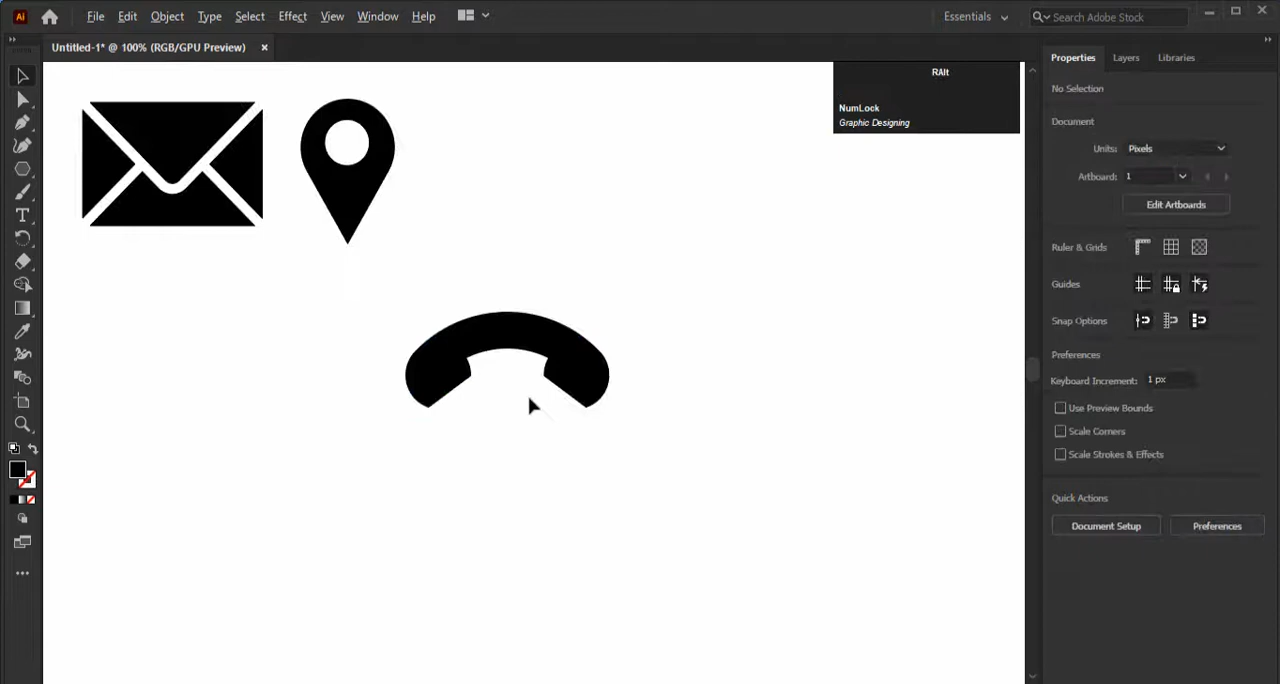 Ai File Edit Object Type Select Effect View Window Help Essentials Search Adobe Stock
Untitled-1* @ 100% (RGB/GPU Preview) ×
RAlt
NumLock
Graphic Designing
Properties Layers Libraries
No Selection
Document
Units: Pixels
Artboard: 1
Edit Artboards
Ruler & Grids
Guides
Snap Options
Preferences
Keyboard Increment: 1 px
Use Preview Bounds
Scale Corners
Scale Strokes & Effects
Quick Actions
Document Setup Preferences